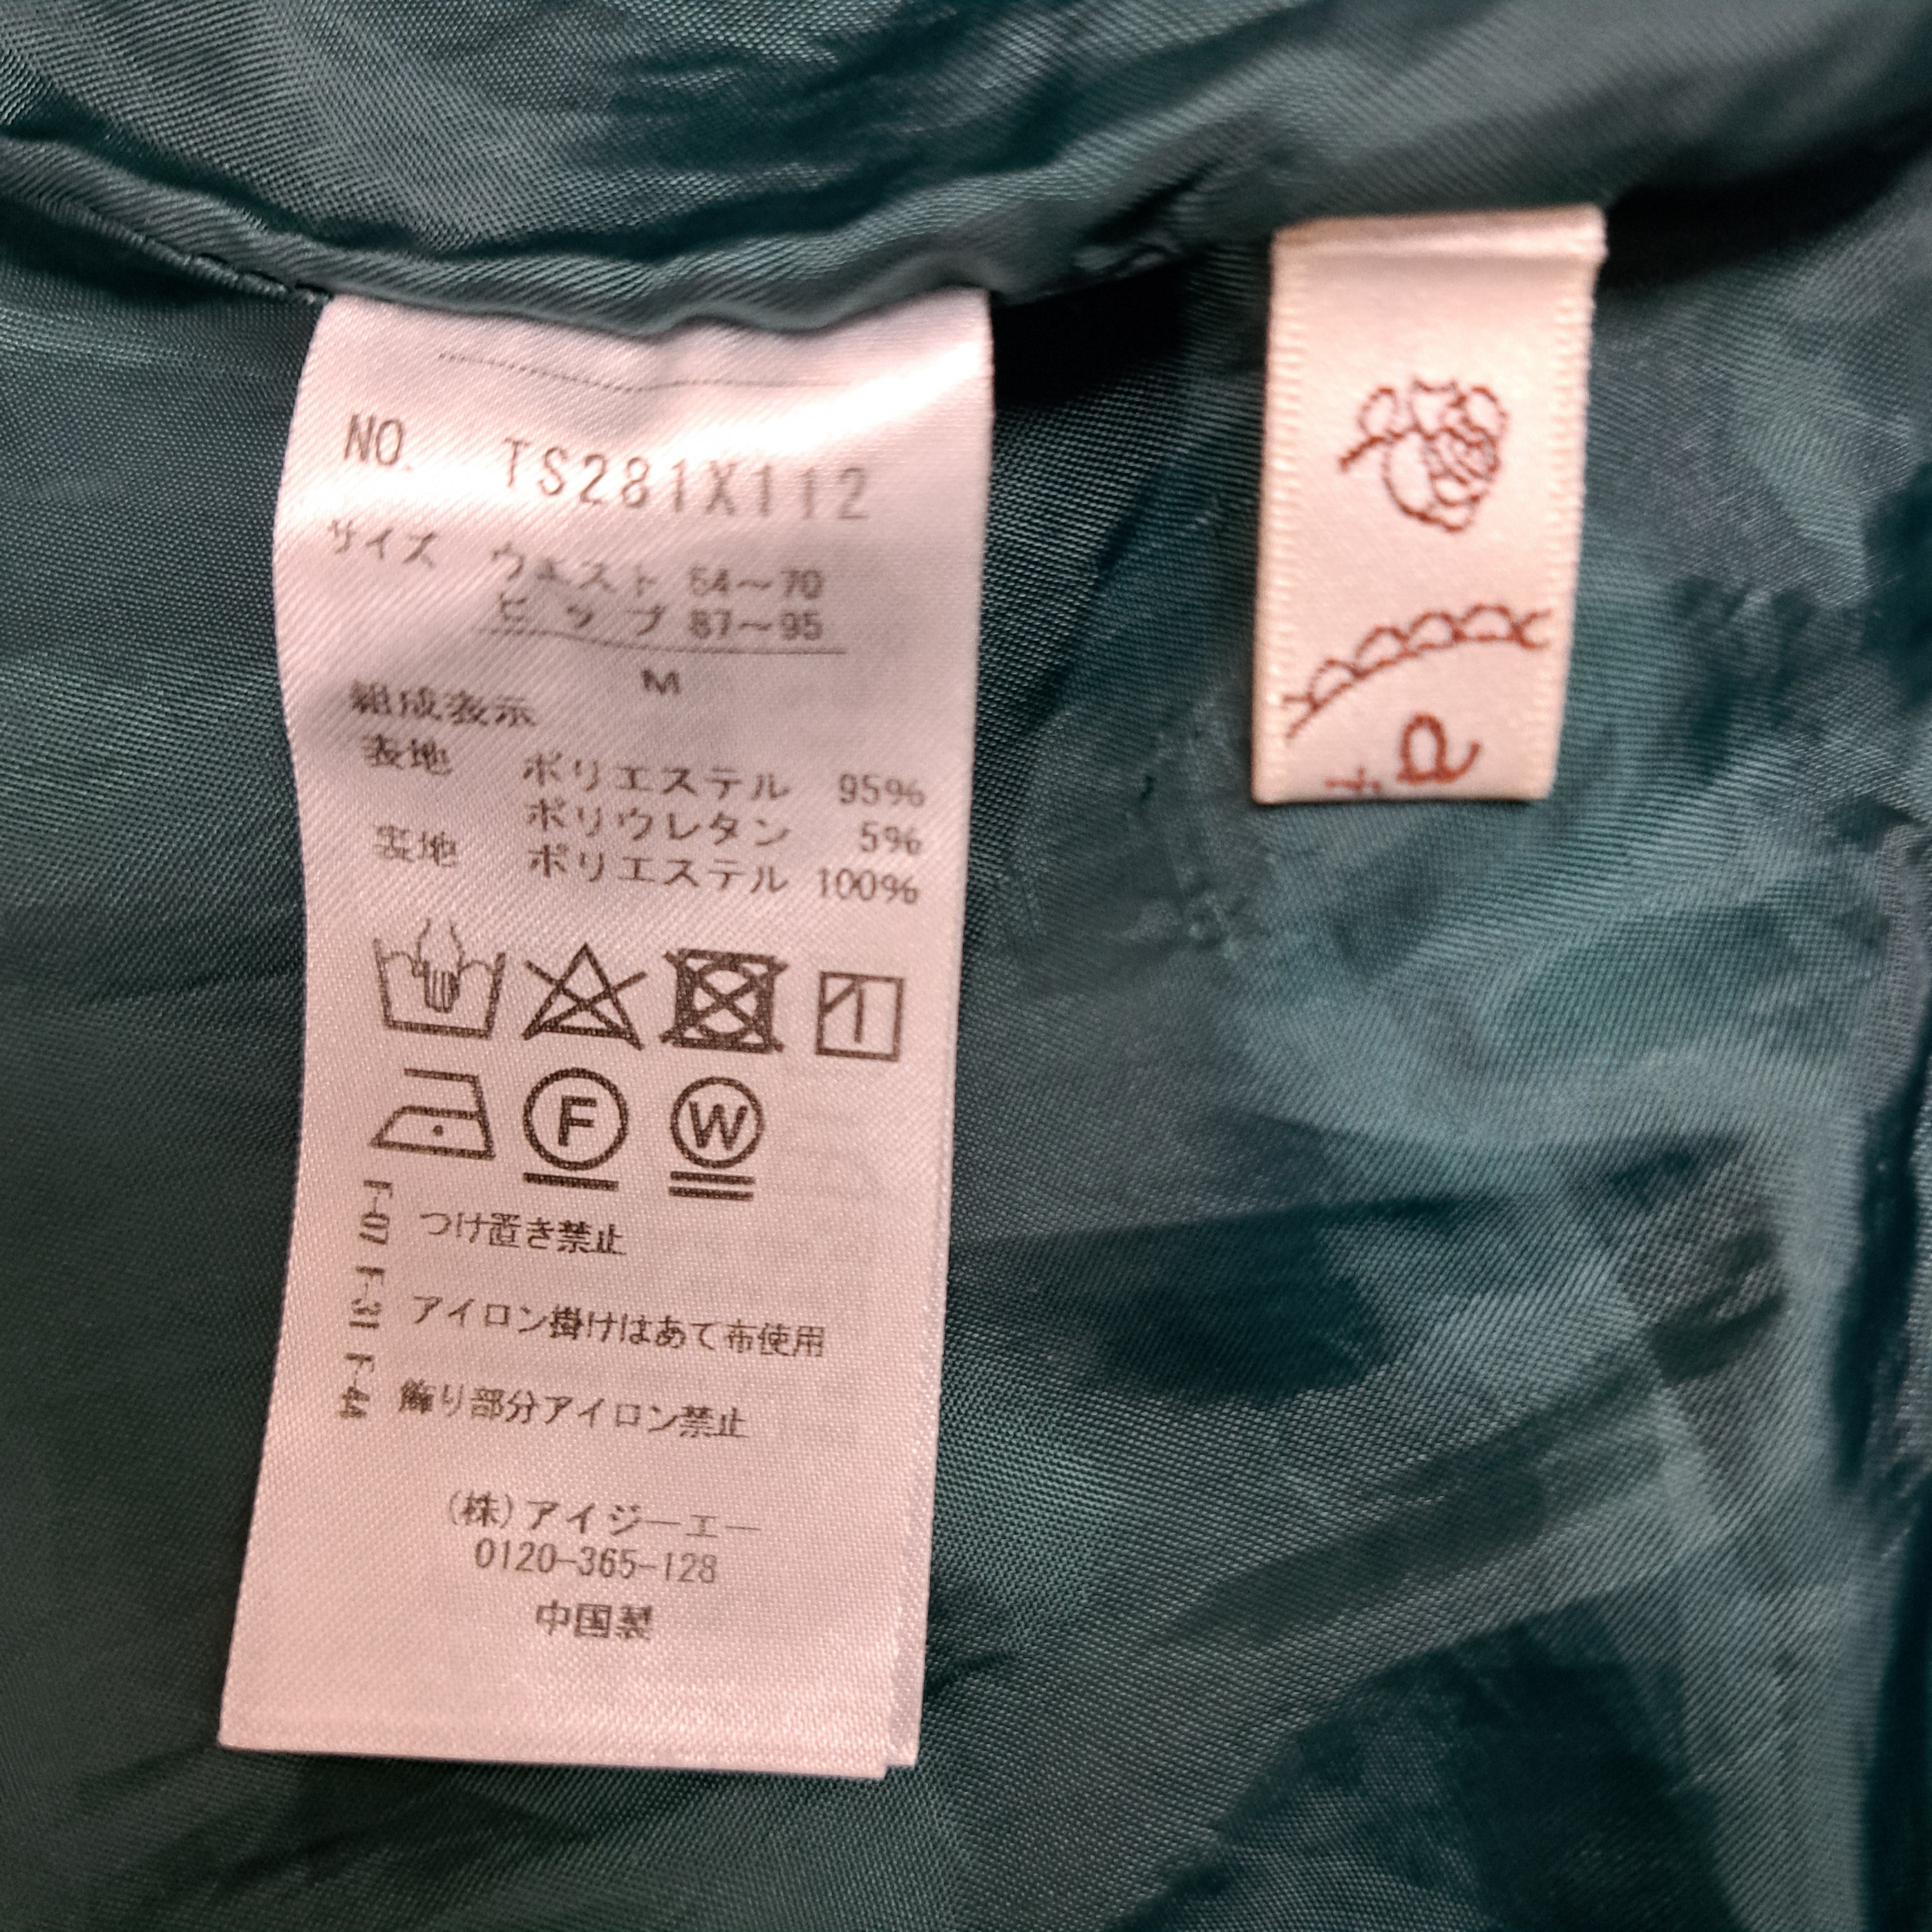 NO. TS281X112
サイズ ウエスト 64～70
ヒップ 87～95
M
組成表示
表地 ポリエステル 95%
ポリウレタン 5%
裏地 ポリエステル 100%
F
W
F-01 つけ置き禁止
F-31 アイロン掛けはあて布使用
F-44 飾り部分アイロン禁止
(株)アイジーエー
0120-365-128
中国製